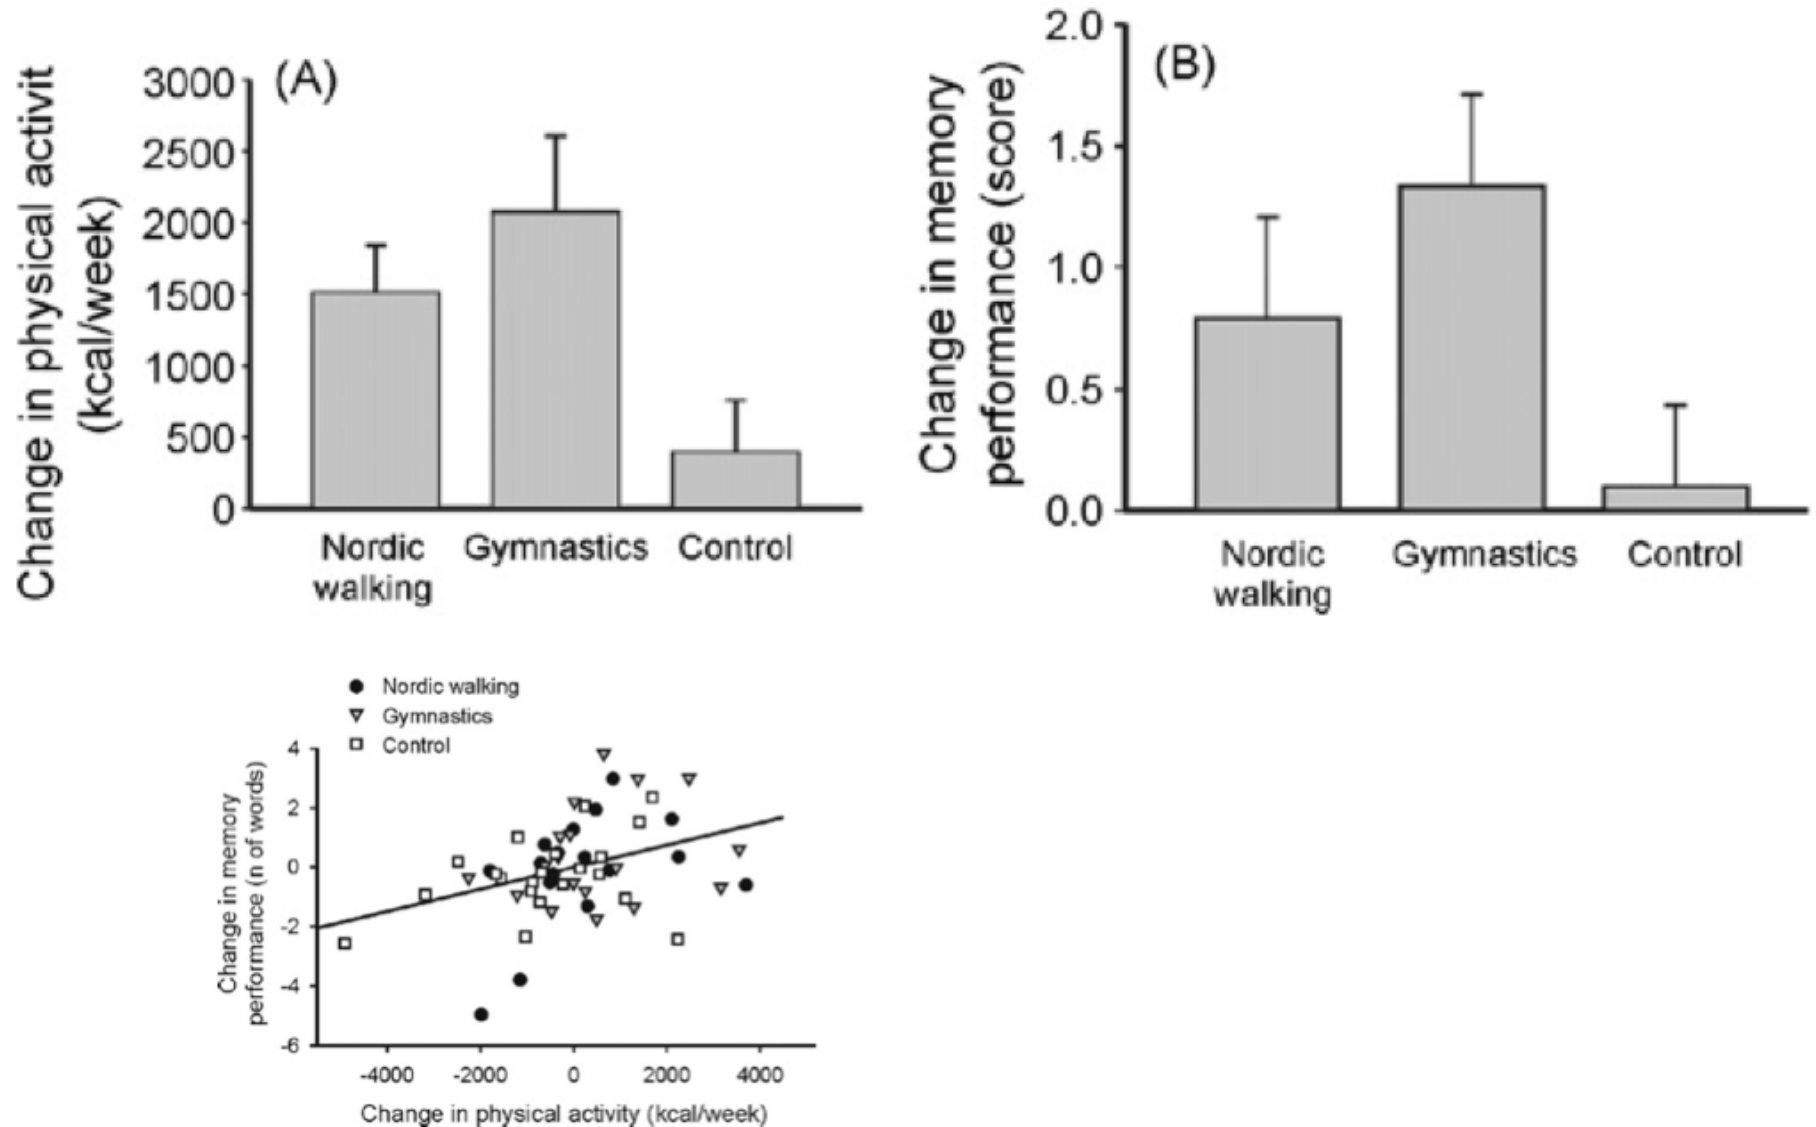 (A)
Change in physical activit
(kcal/week)
3000
2500
2000
1500
1000
500
0
Nordic
walking
Gymnastics
Control
(B)
Change in memory
performance (score)
2.0
1.5
1.0
0.5
0.0
Nordic
walking
Gymnastics
Control
Nordic walking
Gymnastics
Control
Change in memory
performance (n of words)
4
2
0
-2
-4
-6
-4000 -2000 0 2000 4000
Change in physical activity (kcal/week)